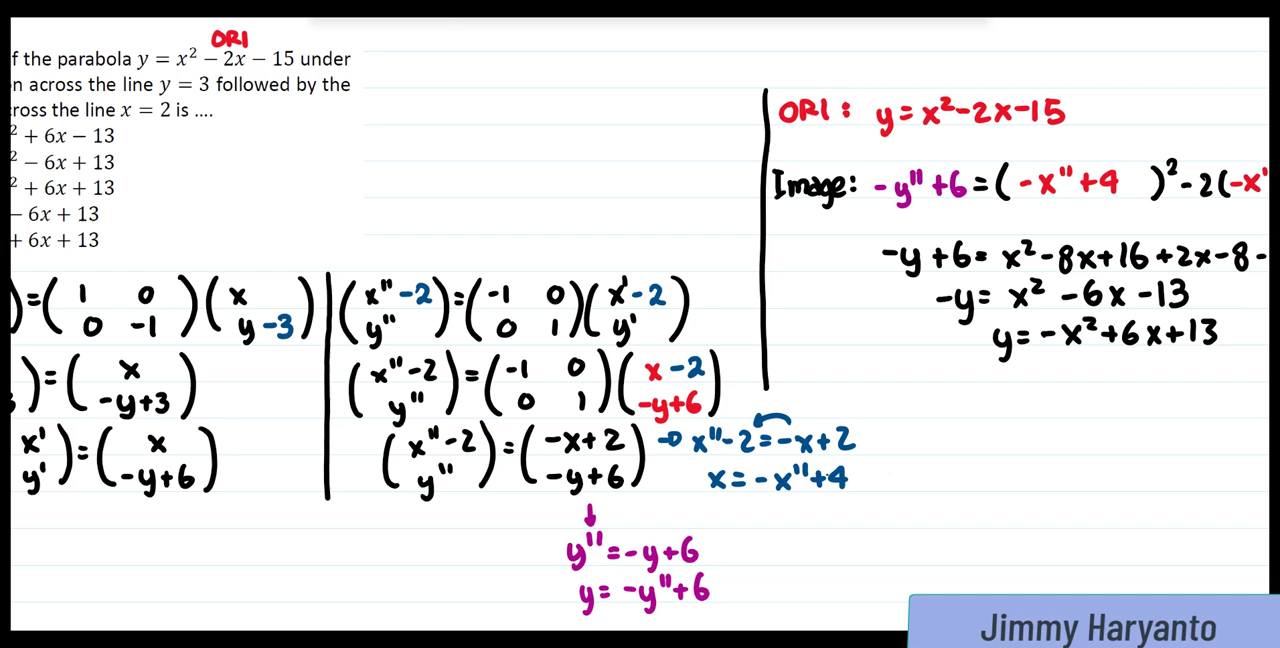 ORI
f the parabola y = x² − 2x − 15 under
n across the line y = 3 followed by the
ross the line x = 2 is ....
² + 6x − 13
² − 6x + 13
² + 6x + 13
− 6x + 13
+ 6x + 13
)=(1 0 0 -1)(x y-3)
)=(x -y+3)
(x' y')=(x -y+6)
(x''-2 y'')=(-1 0 0 1)(x'-2 y')
(x''-2 y'')=(-1 0 0 1)(x-2 -y+6)
(x''-2 y'')=(-x+2 -y+6) → x''-2=-x+2
x=-x''+4
↓
y''=-y+6
y=-y''+6
ORI: y=x²-2x-15
Image: -y''+6=(-x''+4 )²-2(-x'
-y+6=x²-8x+16+2x-8-
-y=x²-6x-13
y=-x²+6x+13
Jimmy Haryanto